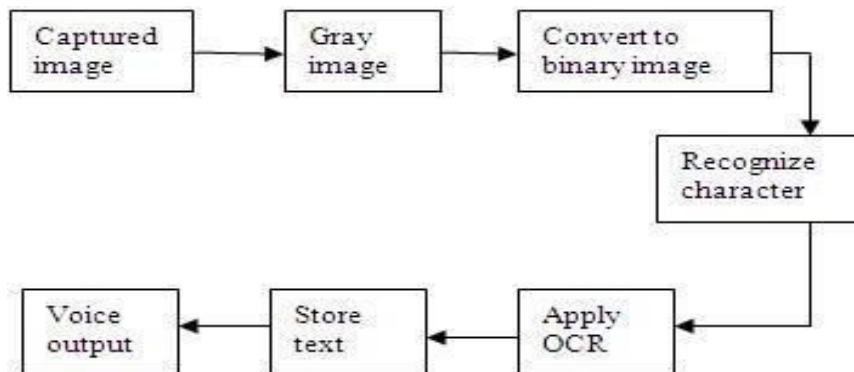 Captured
image
Gray
image
Convert to
binary image
Recognize
character
Apply
OCR
Store
text
Voice
output